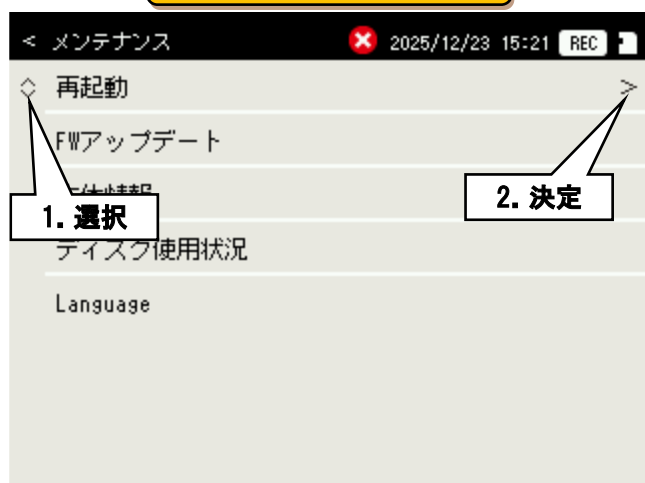 < メンテナンス 2025/12/23 15:21 REC
再起動 >
FWアップデート
1. 選択
2. 決定
ディスク使用状況
Language